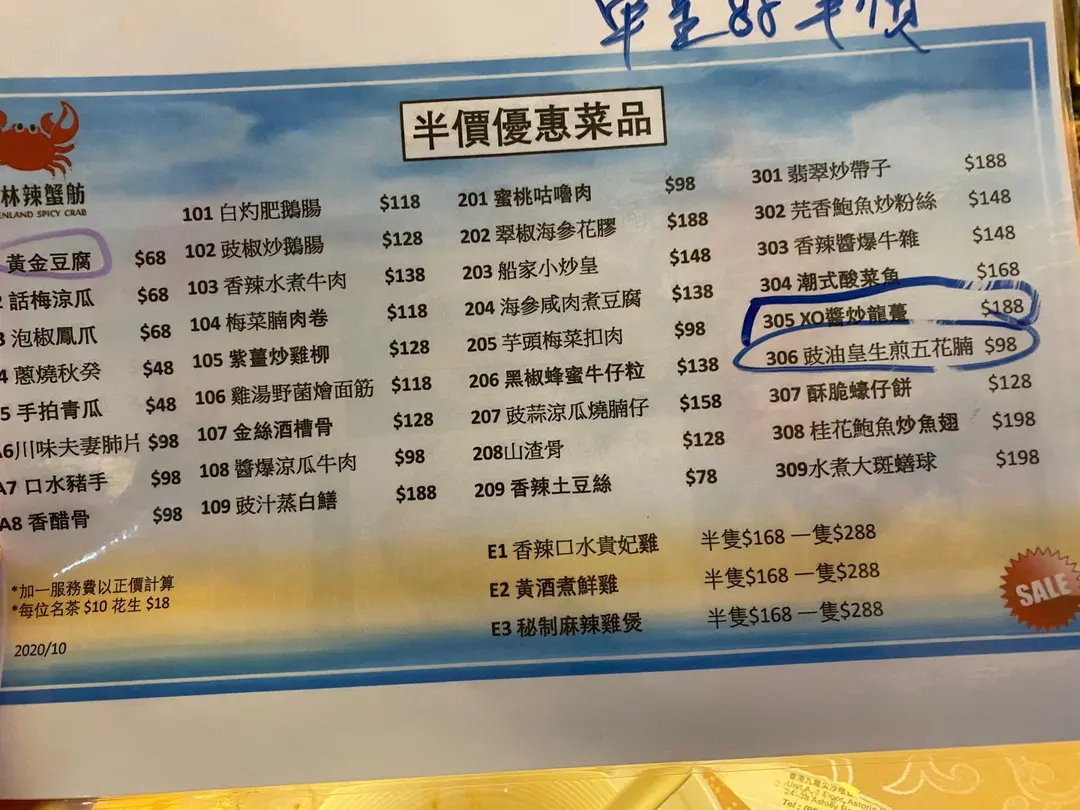 半價
半價優惠菜品
林辣蟹舫
ENLAND SPICY CRAB
黃金豆腐 $68
2 話梅涼瓜 $68
3 泡椒鳳爪 $68
4 蔥燒秋癸 $48
5 手拍青瓜 $48
A6川味夫妻肺片 $98
A7 口水豬手 $98
A8 香醋骨 $98
101 白灼肥鵝腸 $118
102 豉椒炒鵝腸 $128
103 香辣水煮牛肉 $138
104 梅菜腩肉卷
105 紫薑炒雞柳 $128
106 雞湯野菌燴面筋 $118
107 金絲酒槽骨 $128
108 醬爆涼瓜牛肉 $98
109 豉汁蒸白鱔 $188
201 蜜桃咕嚕肉 $98
202 翠椒海參花膠 $188
203 船家小炒皇 $148
204 海參咸肉煮豆腐 $138
205 芋頭梅菜扣肉 $98
206 黑椒蜂蜜牛仔粒 $138
207 豉蒜涼瓜燒腩仔 $158
208山渣骨 $128
209 香辣土豆絲 $78
301 翡翠炒帶子 $188
302 芫香鮑魚炒粉絲 $148
303 香辣醬爆牛雜 $148
304 潮式酸菜魚 $168
305 XO醬炒龍躉 $188
306 豉油皇生煎五花腩 $98
307 酥脆蠔仔餅 $128
308 桂花鮑魚炒魚翅 $198
309水煮大斑蟮球 $198
E1 香辣口水貴妃雞 半隻$168 一隻$288
E2 黃酒煮鮮雞 半隻$168 一隻$288
E3 秘制麻辣雞煲 半隻$168 一隻$288
*加一服務費以正價計算
*每位名茶 $10 花生 $18
2020/10
SALE